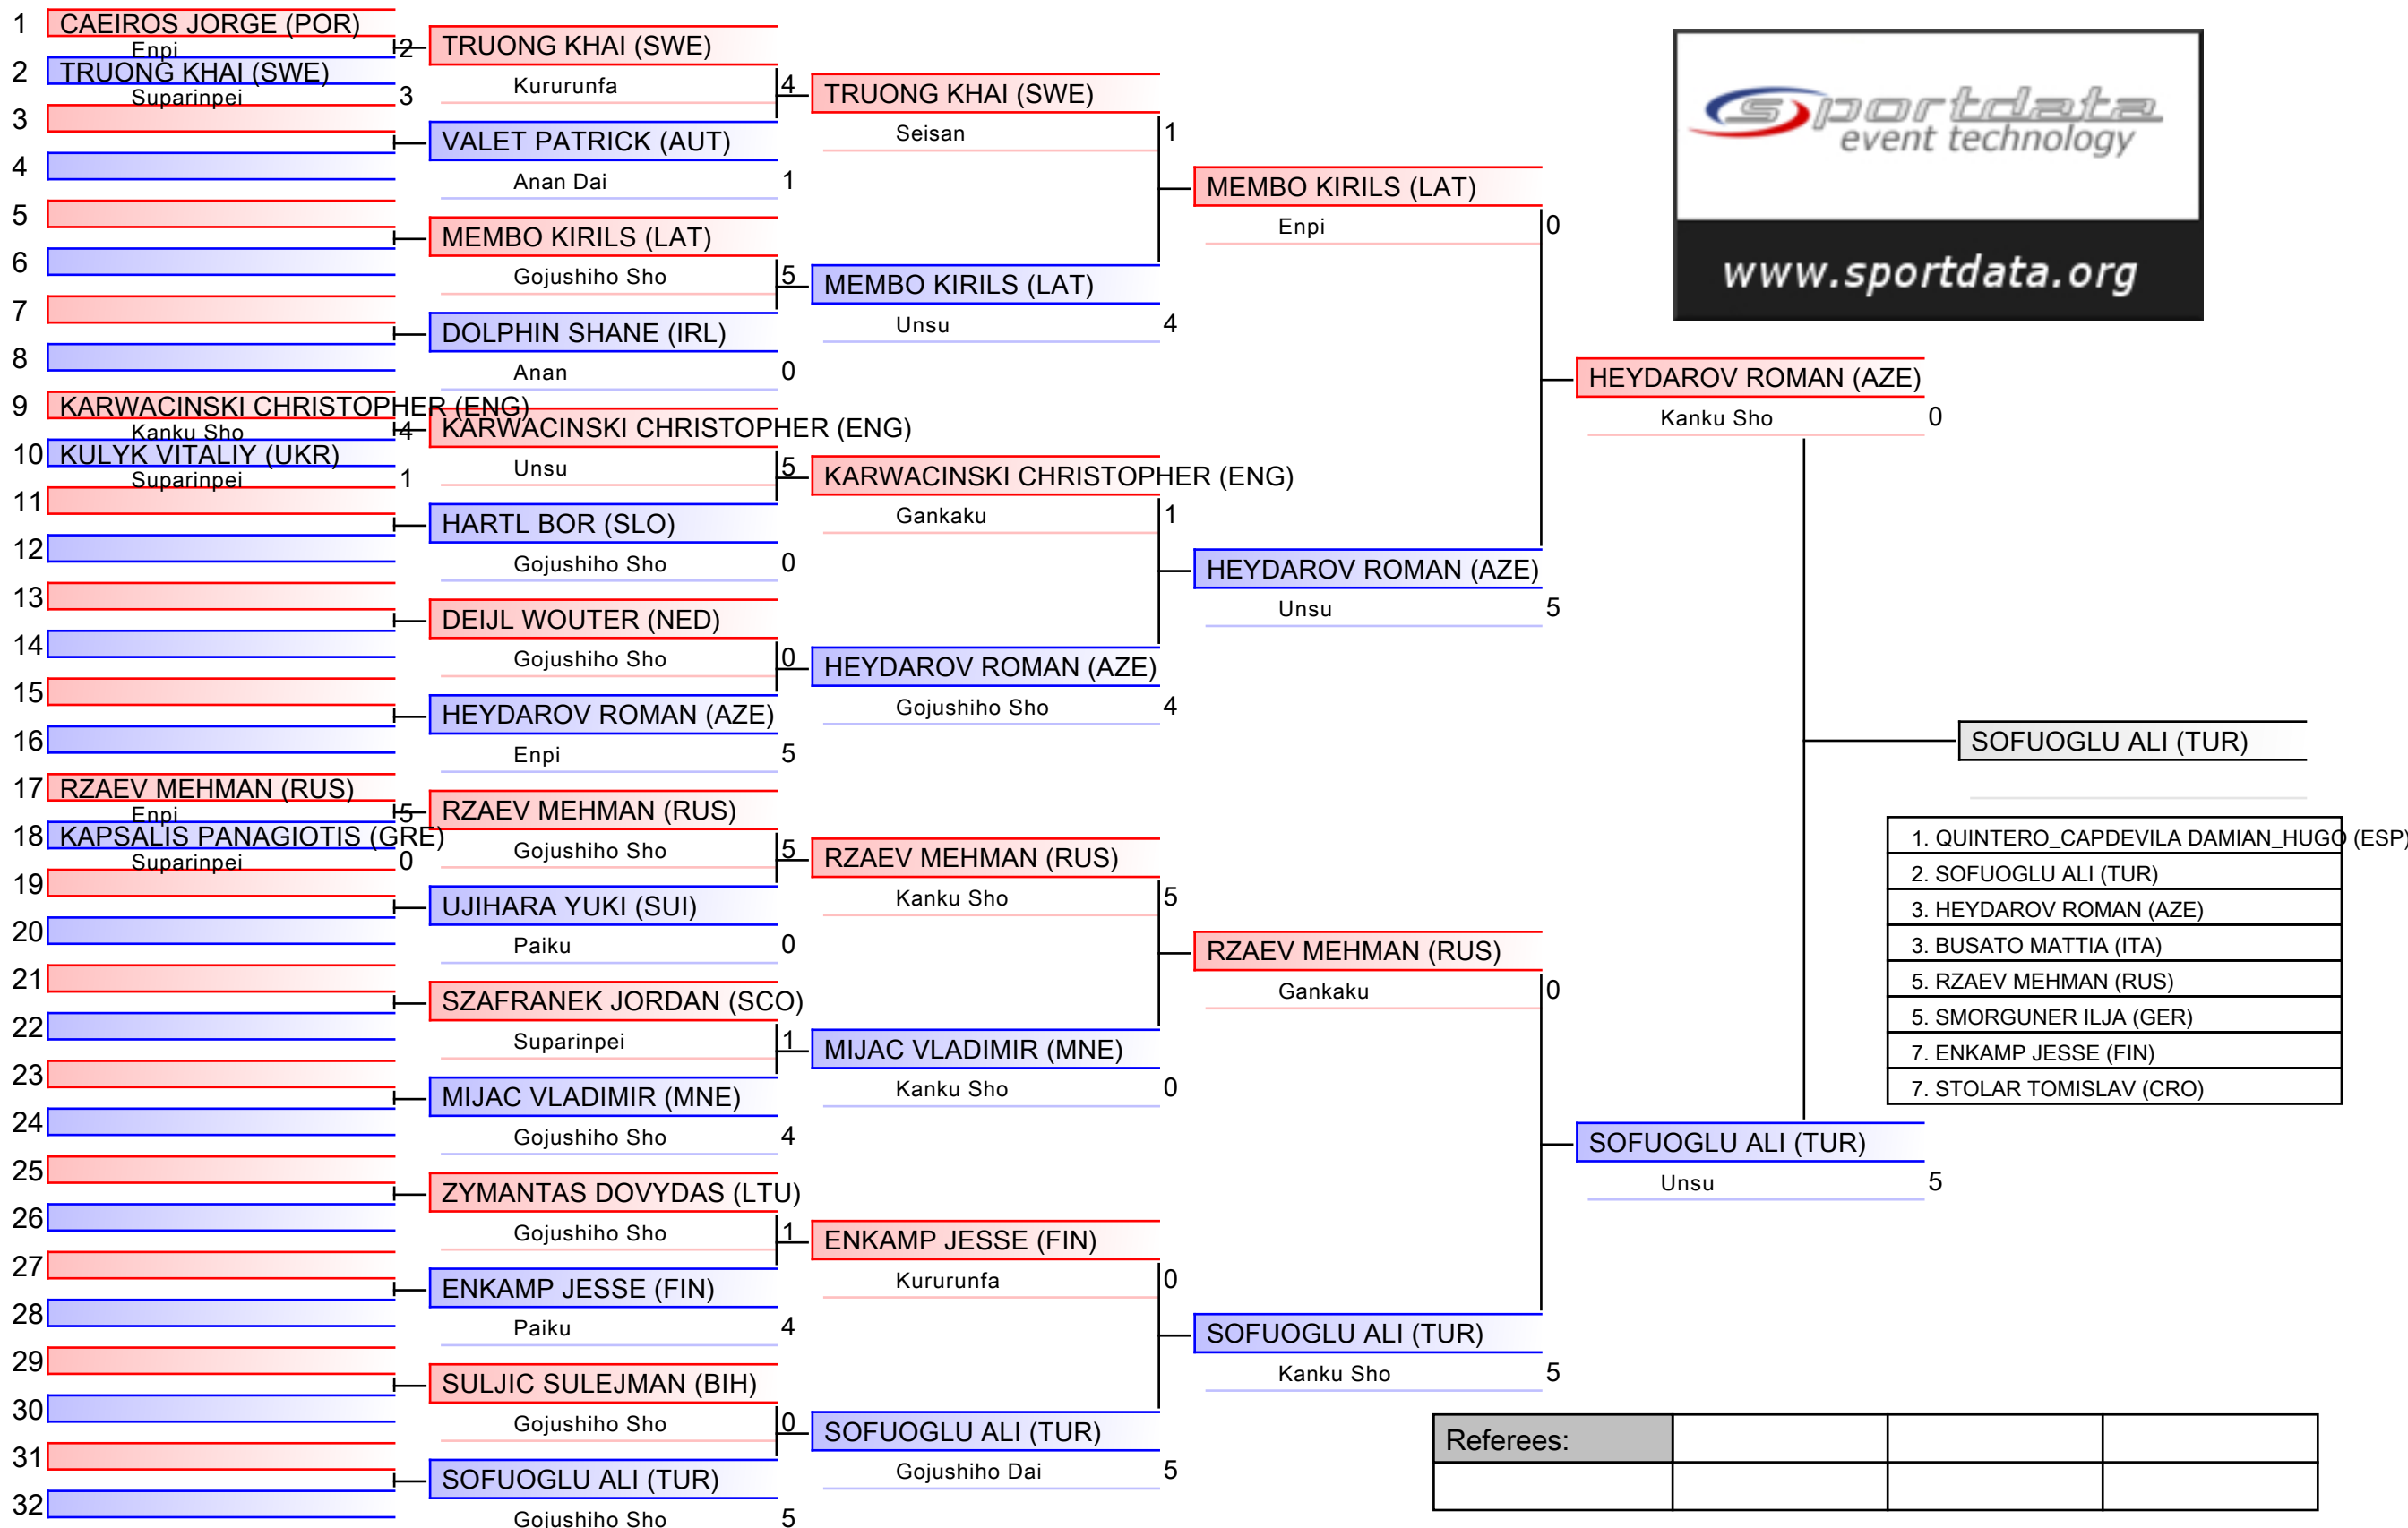 1 CAEIROS JORGE (POR)
Enpi 2
2 TRUONG KHAI (SWE)
Suparinpei 3
3
4
5
6
7
8
9 KARWACINSKI CHRISTOPHER (ENG)
Kanku Sho 4
10 KULYK VITALIY (UKR)
Suparinpei 1
11
12
13
14
15
16
17 RZAEV MEHMAN (RUS)
Enpi 5
18 KAPSALIS PANAGIOTIS (GRE)
Suparinpei 0
19
20
21
22
23
24
25
26
27
28
29
30
31
32
TRUONG KHAI (SWE)
Kururunfa 4
VALET PATRICK (AUT)
Anan Dai 1
MEMBO KIRILS (LAT)
Gojushiho Sho 5
DOLPHIN SHANE (IRL)
Anan 0
KARWACINSKI CHRISTOPHER (ENG)
Unsu 5
HARTL BOR (SLO)
Gojushiho Sho 0
DEIJL WOUTER (NED)
Gojushiho Sho 0
HEYDAROV ROMAN (AZE)
Enpi 5
RZAEV MEHMAN (RUS)
Gojushiho Sho 5
UJIHARA YUKI (SUI)
Paiku 0
SZAFRANEK JORDAN (SCO)
Suparinpei 1
MIJAC VLADIMIR (MNE)
Gojushiho Sho 4
ZYMANTAS DOVYDAS (LTU)
Gojushiho Sho 1
ENKAMP JESSE (FIN)
Paiku 4
SULJIC SULEJMAN (BIH)
Gojushiho Sho 0
SOFUOGLU ALI (TUR)
Gojushiho Sho 5
TRUONG KHAI (SWE)
Seisan 1
MEMBO KIRILS (LAT)
Unsu 4
KARWACINSKI CHRISTOPHER (ENG)
Gankaku 1
HEYDAROV ROMAN (AZE)
Gojushiho Sho 4
RZAEV MEHMAN (RUS)
Kanku Sho 5
MIJAC VLADIMIR (MNE)
Kanku Sho 0
ENKAMP JESSE (FIN)
Kururunfa 0
SOFUOGLU ALI (TUR)
Gojushiho Dai 5
MEMBO KIRILS (LAT)
Enpi 0
HEYDAROV ROMAN (AZE)
Unsu 5
RZAEV MEHMAN (RUS)
Gankaku 0
SOFUOGLU ALI (TUR)
Kanku Sho 5
HEYDAROV ROMAN (AZE)
Kanku Sho 0
SOFUOGLU ALI (TUR)
Unsu 5
SOFUOGLU ALI (TUR)
sportdata
event technology
www.sportdata.org
1. QUINTERO_CAPDEVILA DAMIAN_HUGO (ESP)
2. SOFUOGLU ALI (TUR)
3. HEYDAROV ROMAN (AZE)
3. BUSATO MATTIA (ITA)
5. RZAEV MEHMAN (RUS)
5. SMORGUNER ILJA (GER)
7. ENKAMP JESSE (FIN)
7. STOLAR TOMISLAV (CRO)
Referees: